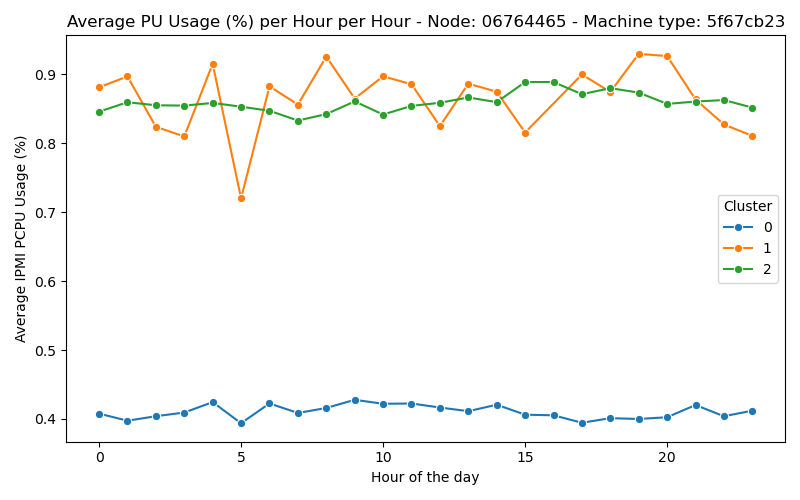 Average PU Usage (%) per Hour per Hour - Node: 06764465 - Machine type: 5f67cb23
Average IPMI PCPU Usage (%)
0.9
0.8
0.7
0.6
0.5
0.4
Cluster
0
1
2
0 5 10 15 20
Hour of the day